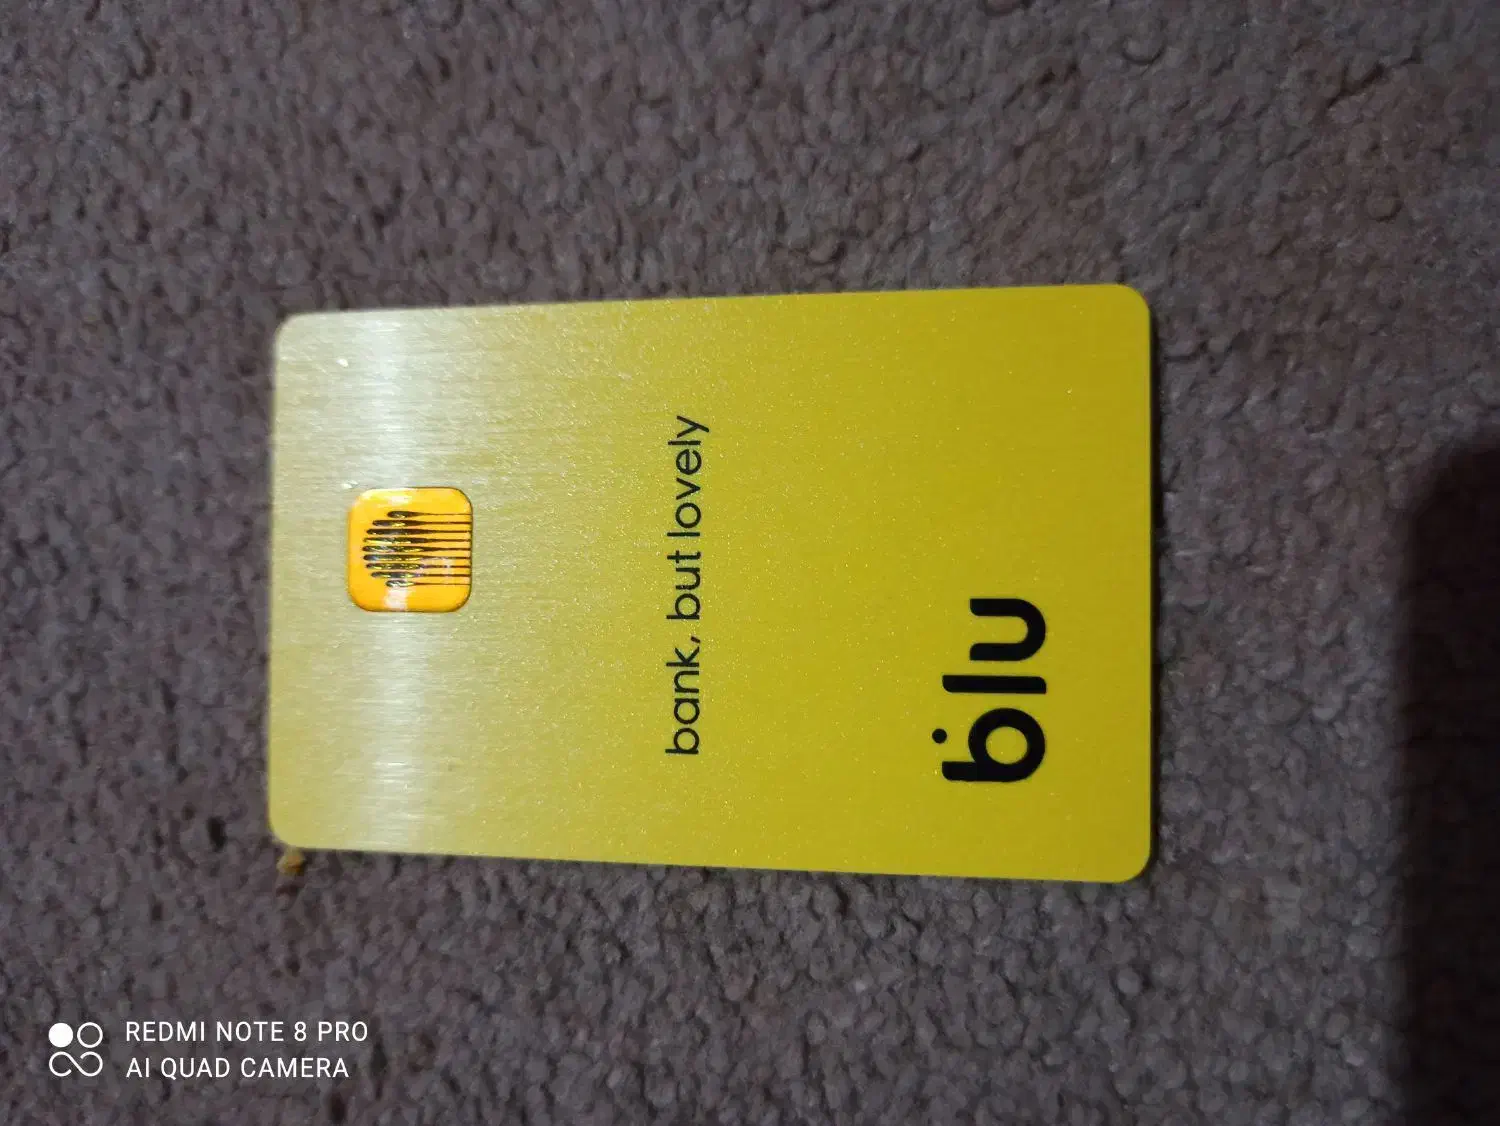 bank, but lovely
blu
REDMI NOTE 8 PRO
AI QUAD CAMERA